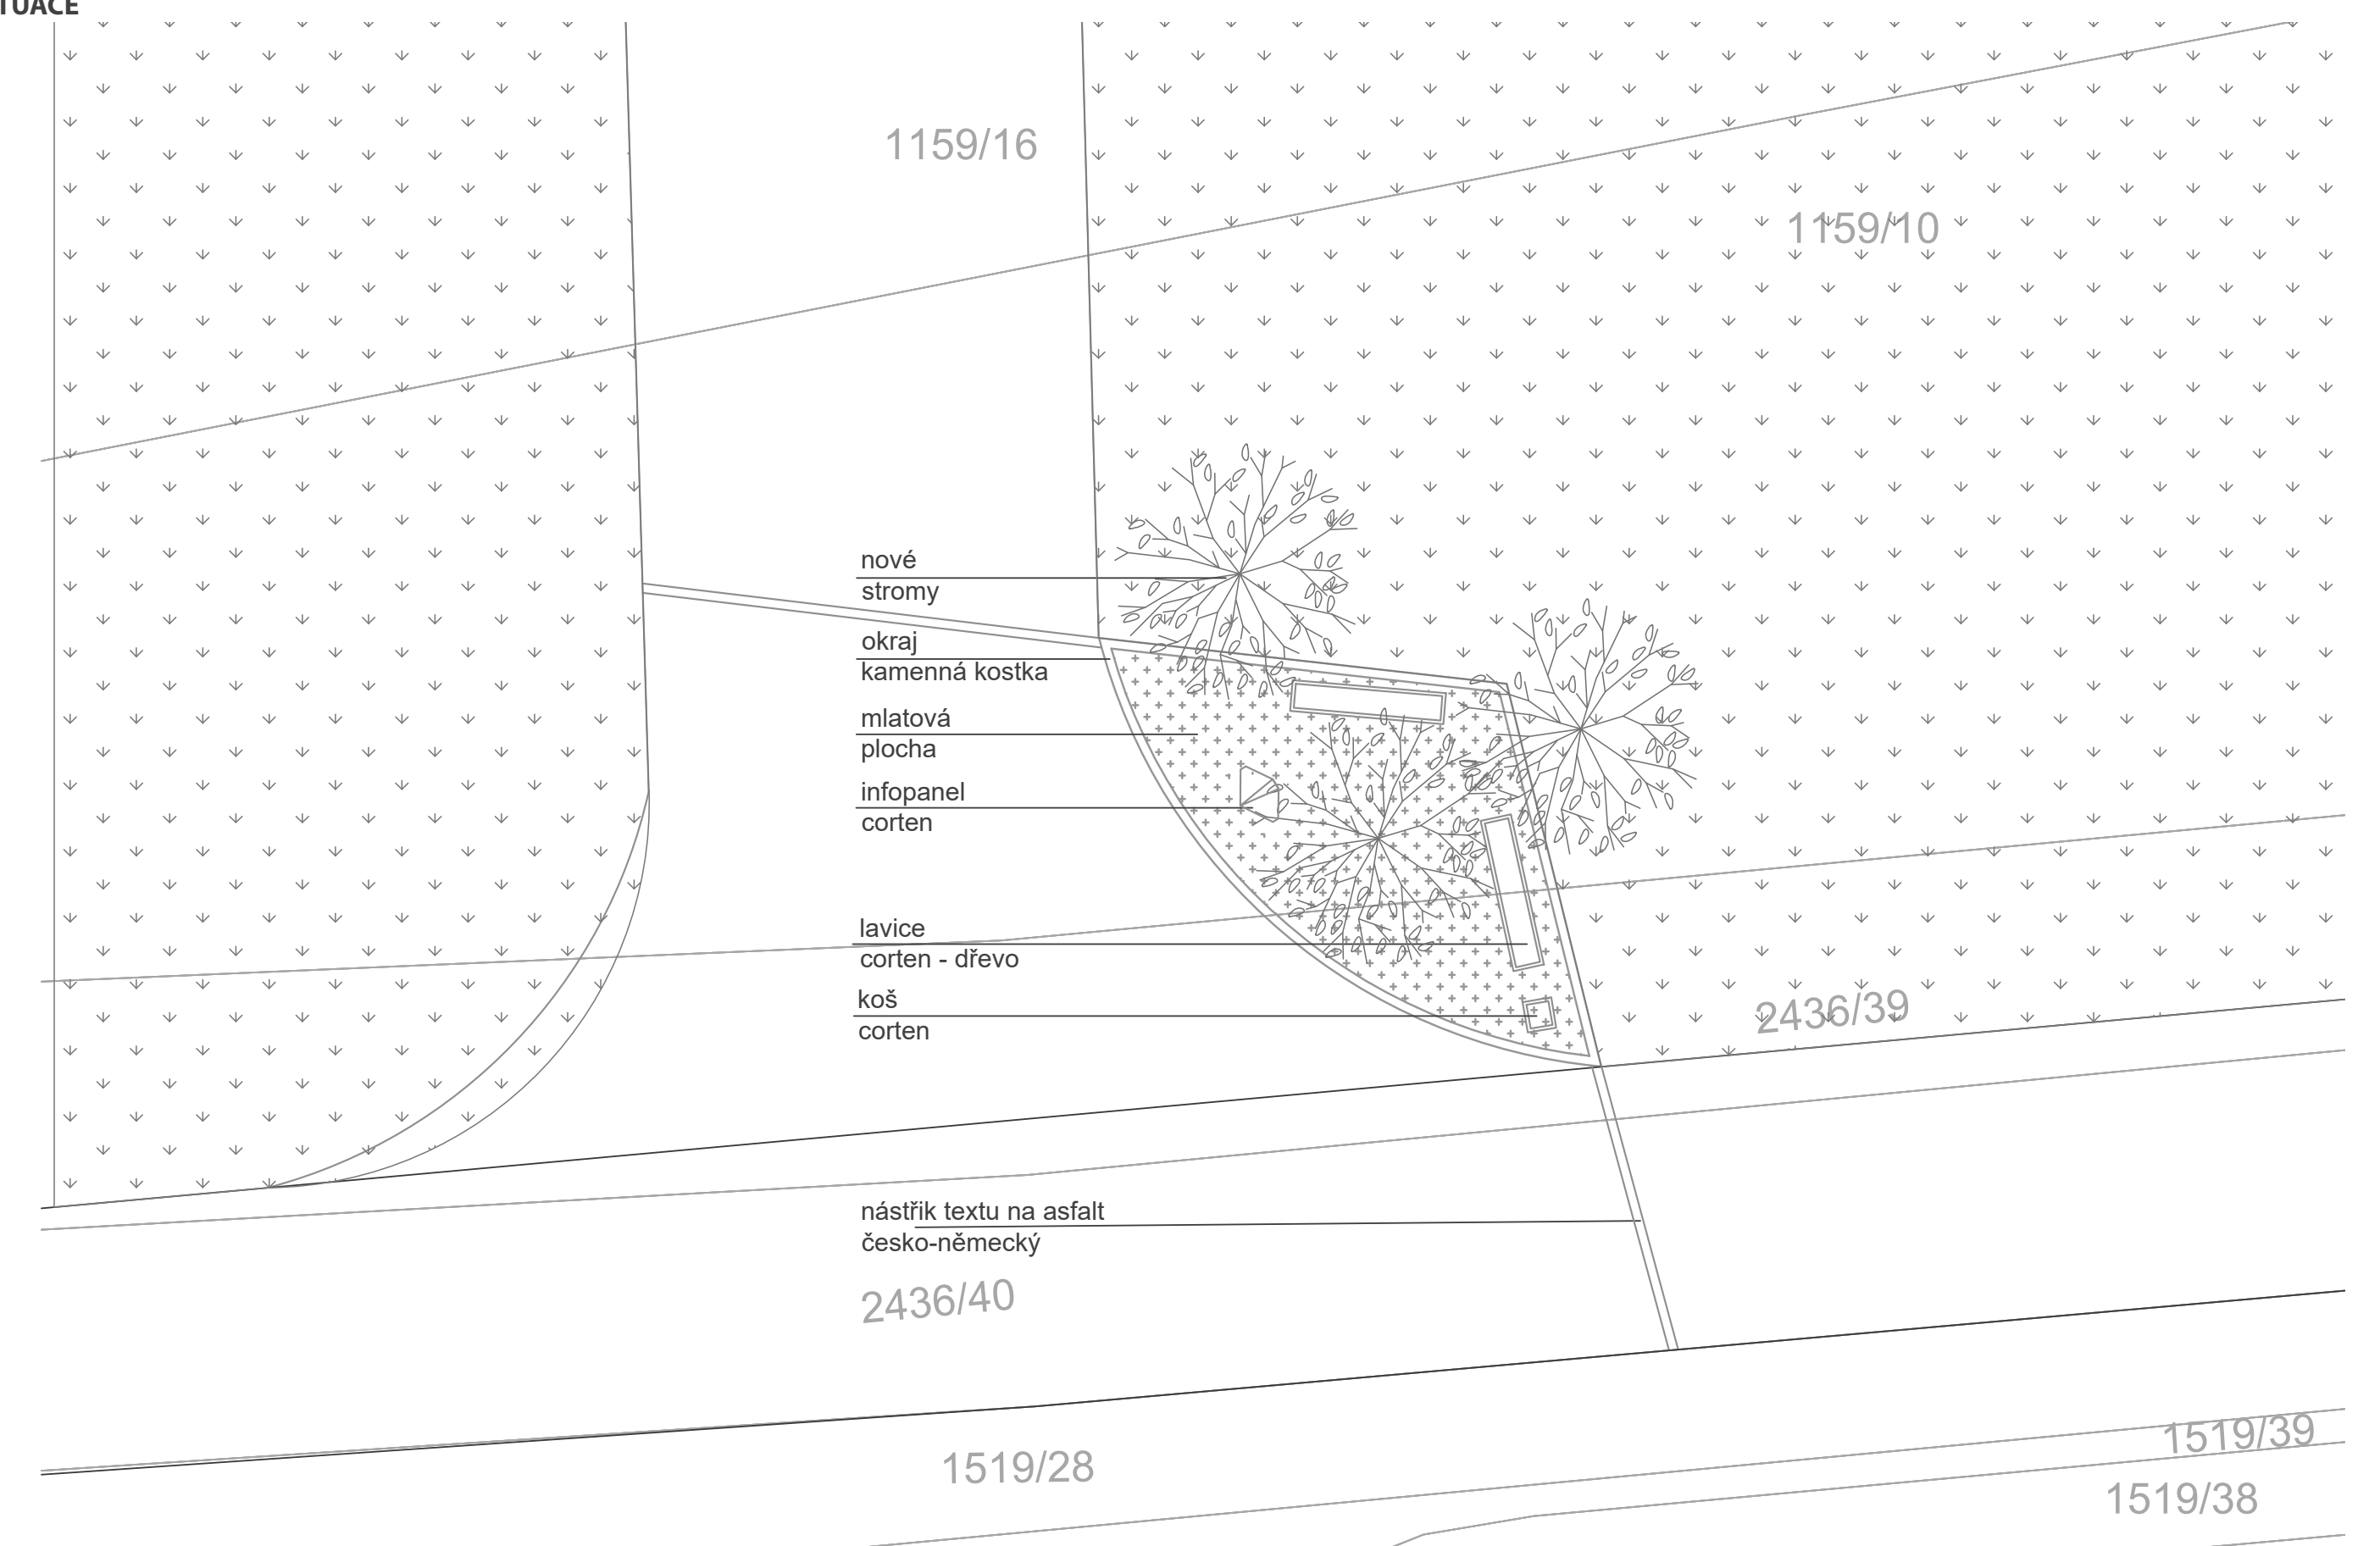 TUACE
1159/16
1159/10
nové
stromy
okraj
kamenná kostka
mlatová
plocha
infopanel
corten
lavice
corten - dřevo
koš
corten
2436/39
nástřik textu na asfalt
česko-německý
2436/40
1519/39
1519/28
1519/38